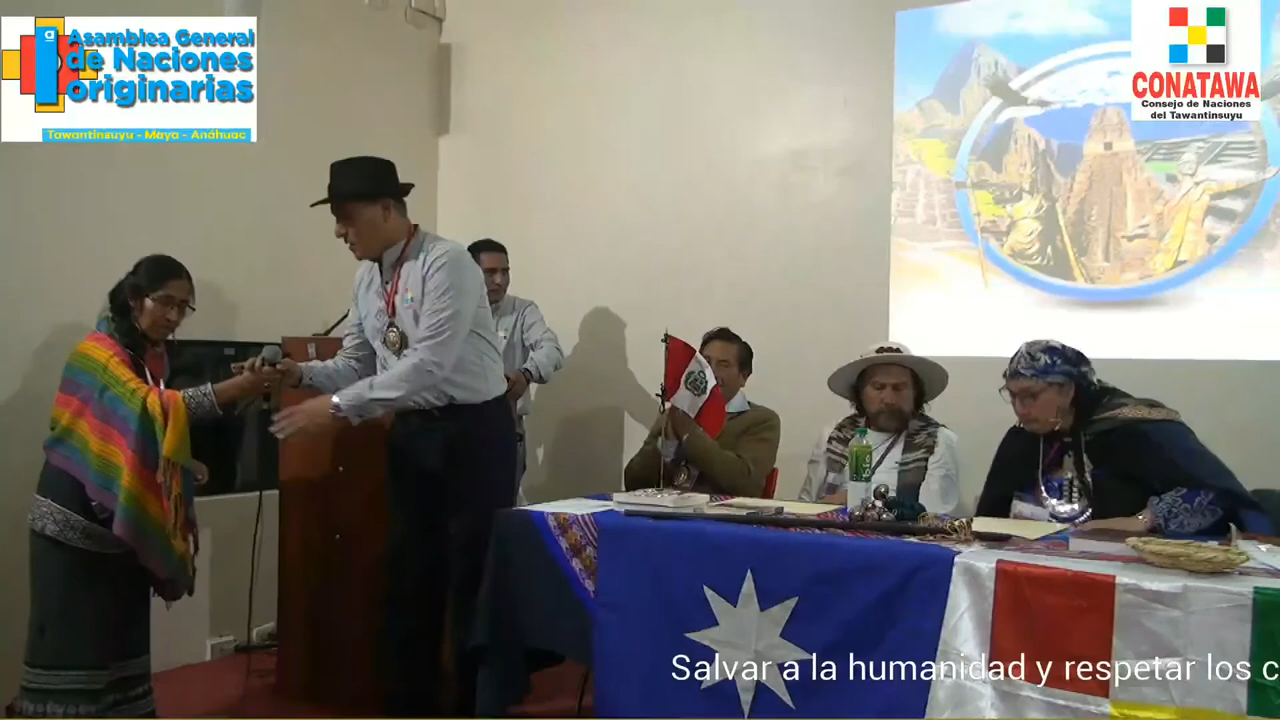 1ª Asamblea General
de Naciones
originarias
Tawantinsuyu - Maya - Anáhuac
CONATAWA
Consejo de Naciones
del Tawantinsuyu
Salvar a la humanidad y respetar los c